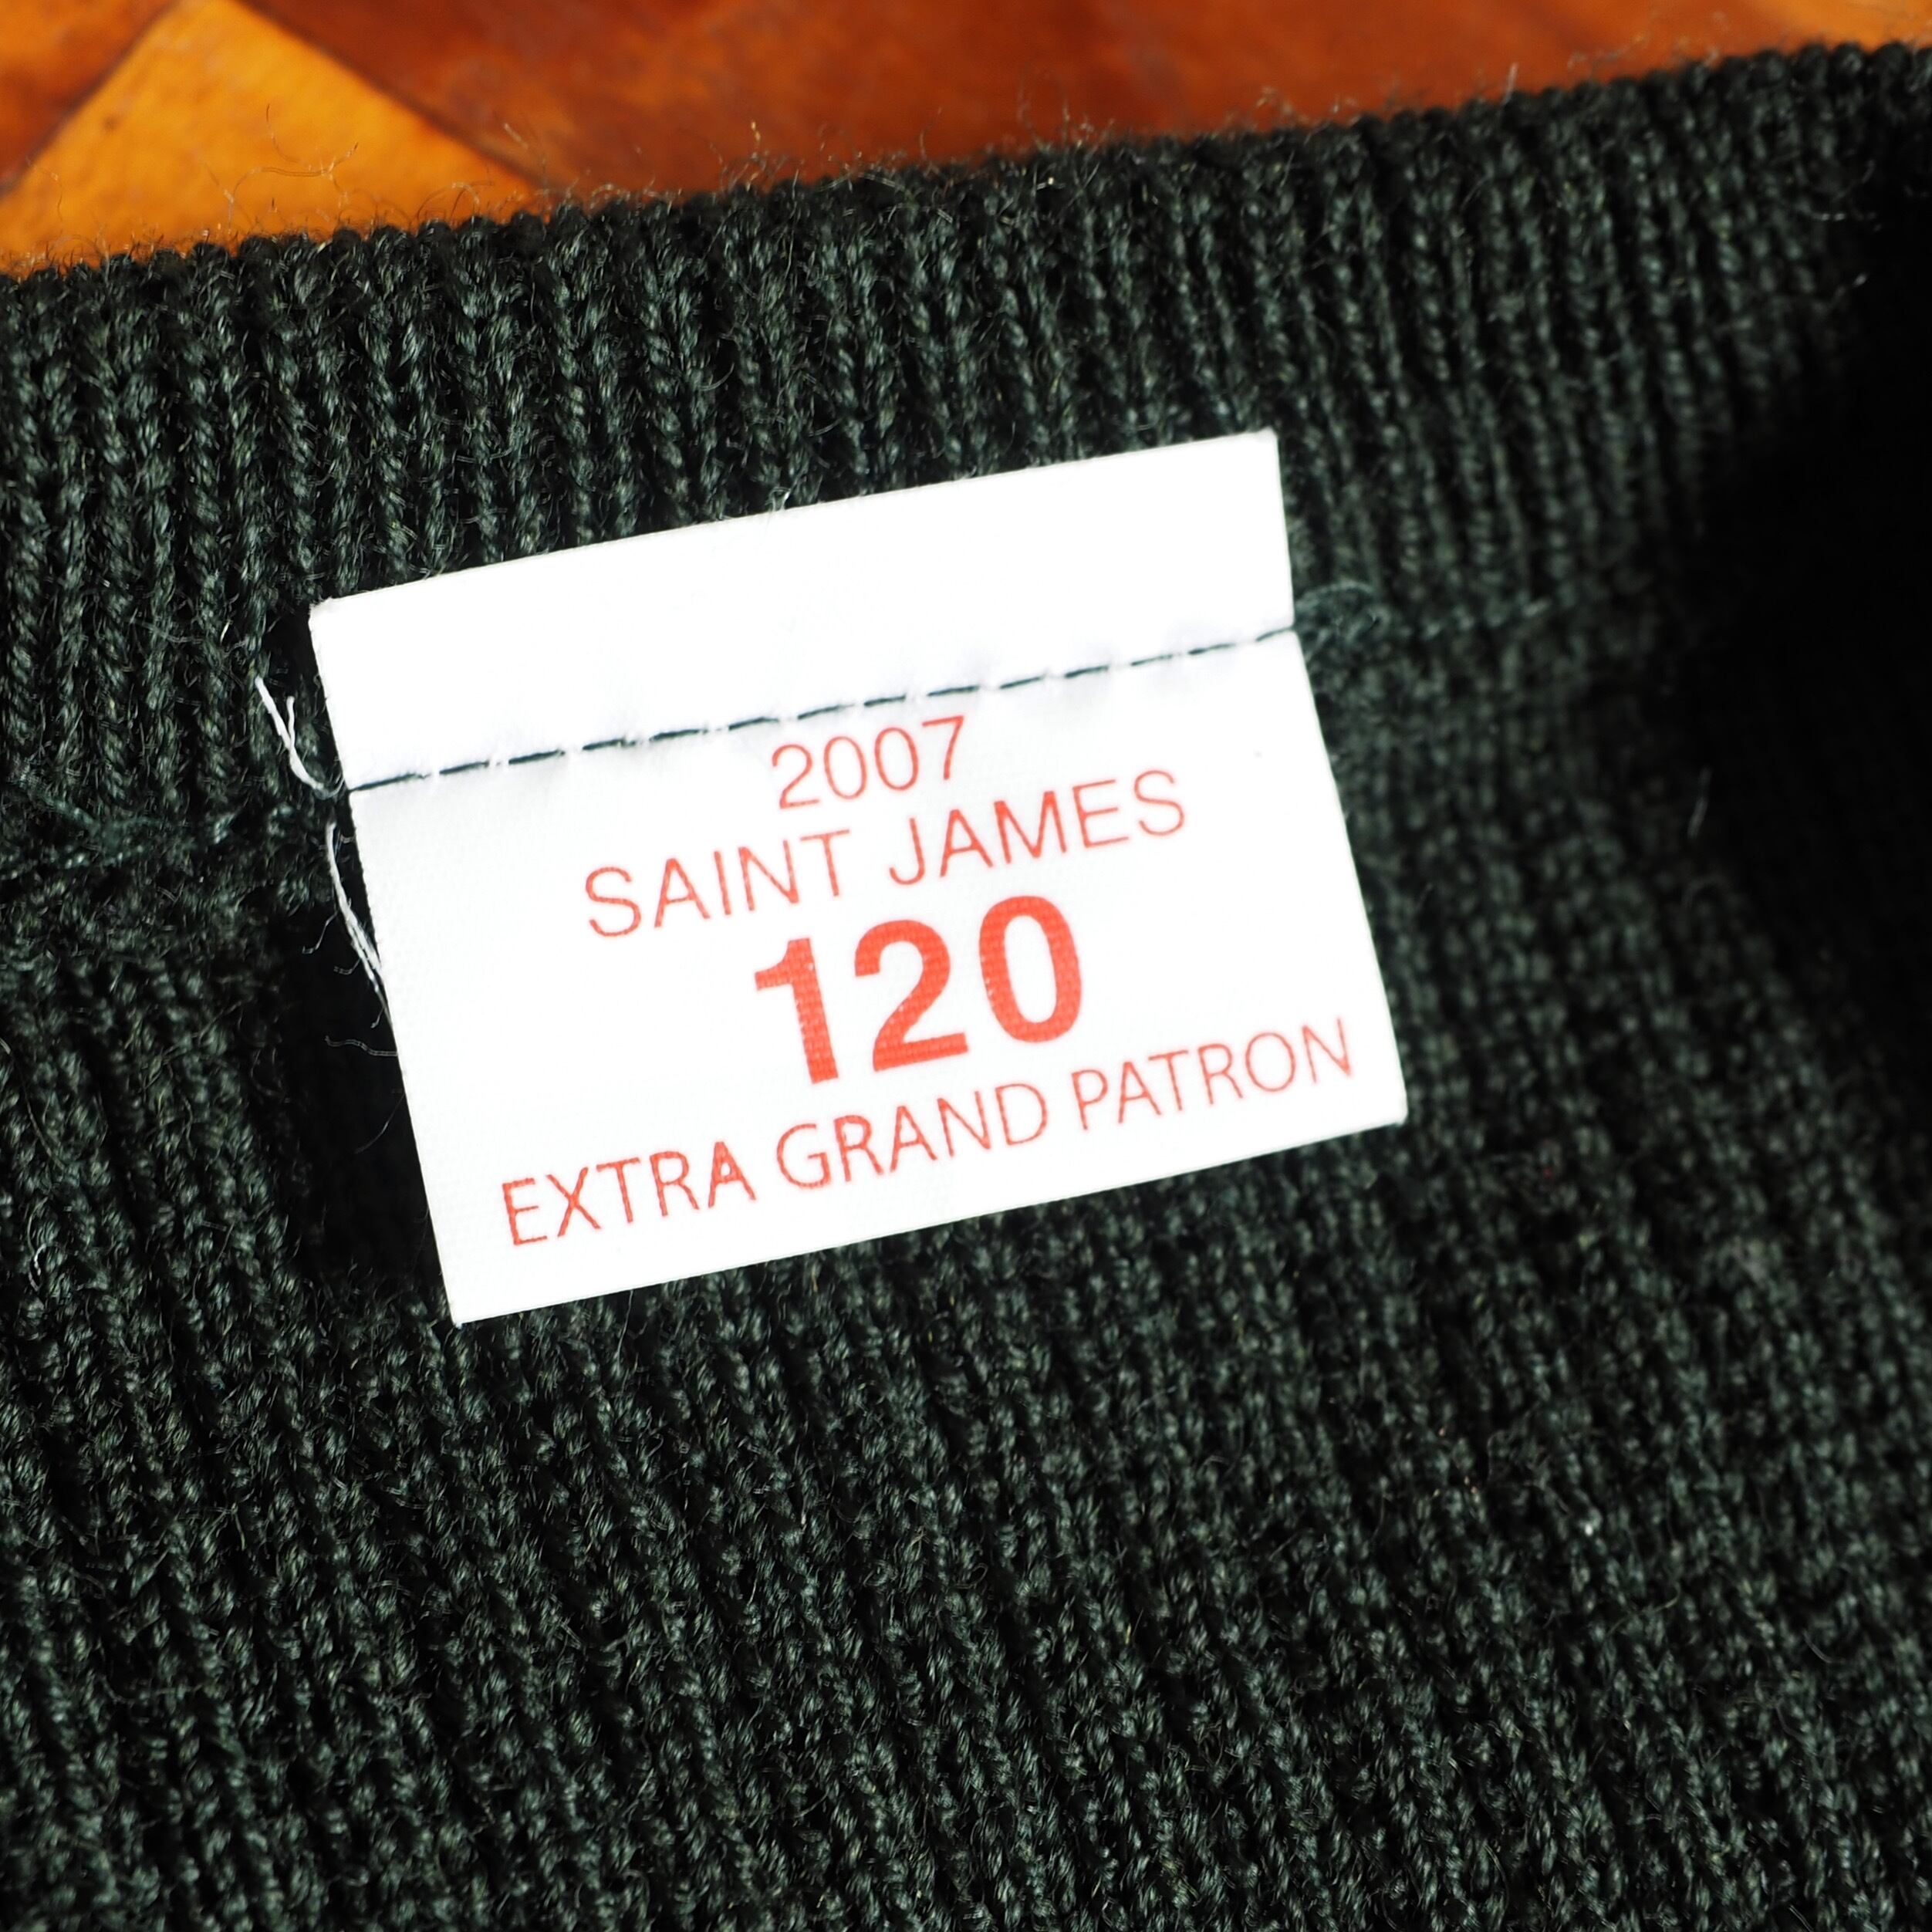 2007
SAINT JAMES
120
EXTRA GRAND PATRON